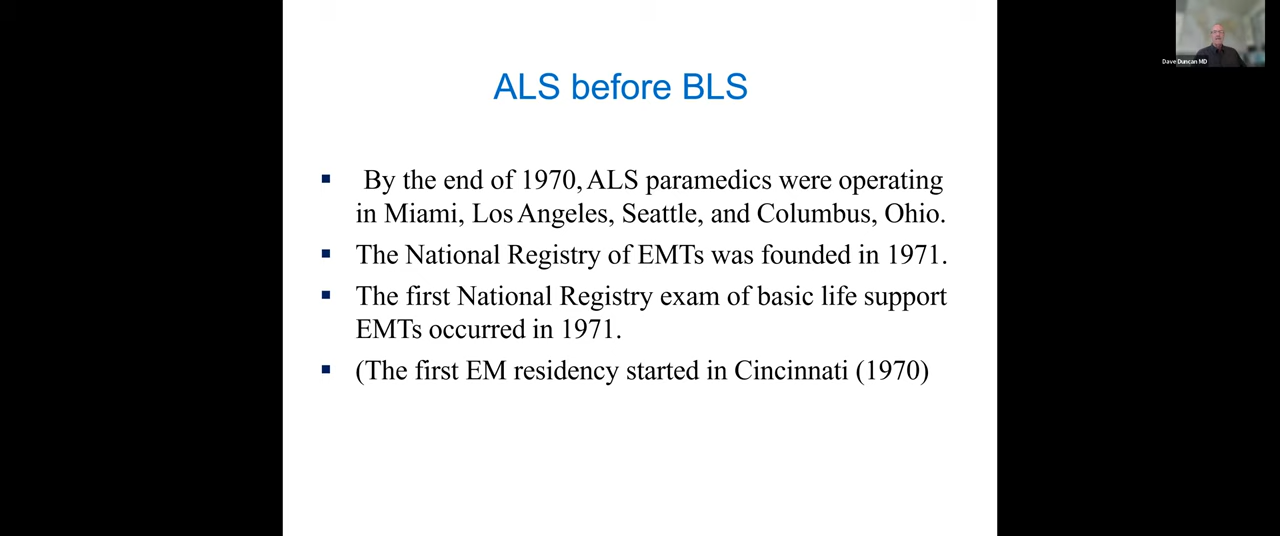 ALS before BLS
▪ By the end of 1970, ALS paramedics were operating
in Miami, Los Angeles, Seattle, and Columbus, Ohio.
▪ The National Registry of EMTs was founded in 1971.
▪ The first National Registry exam of basic life support
EMTs occurred in 1971.
▪ (The first EM residency started in Cincinnati (1970)
Dave Duncan MD